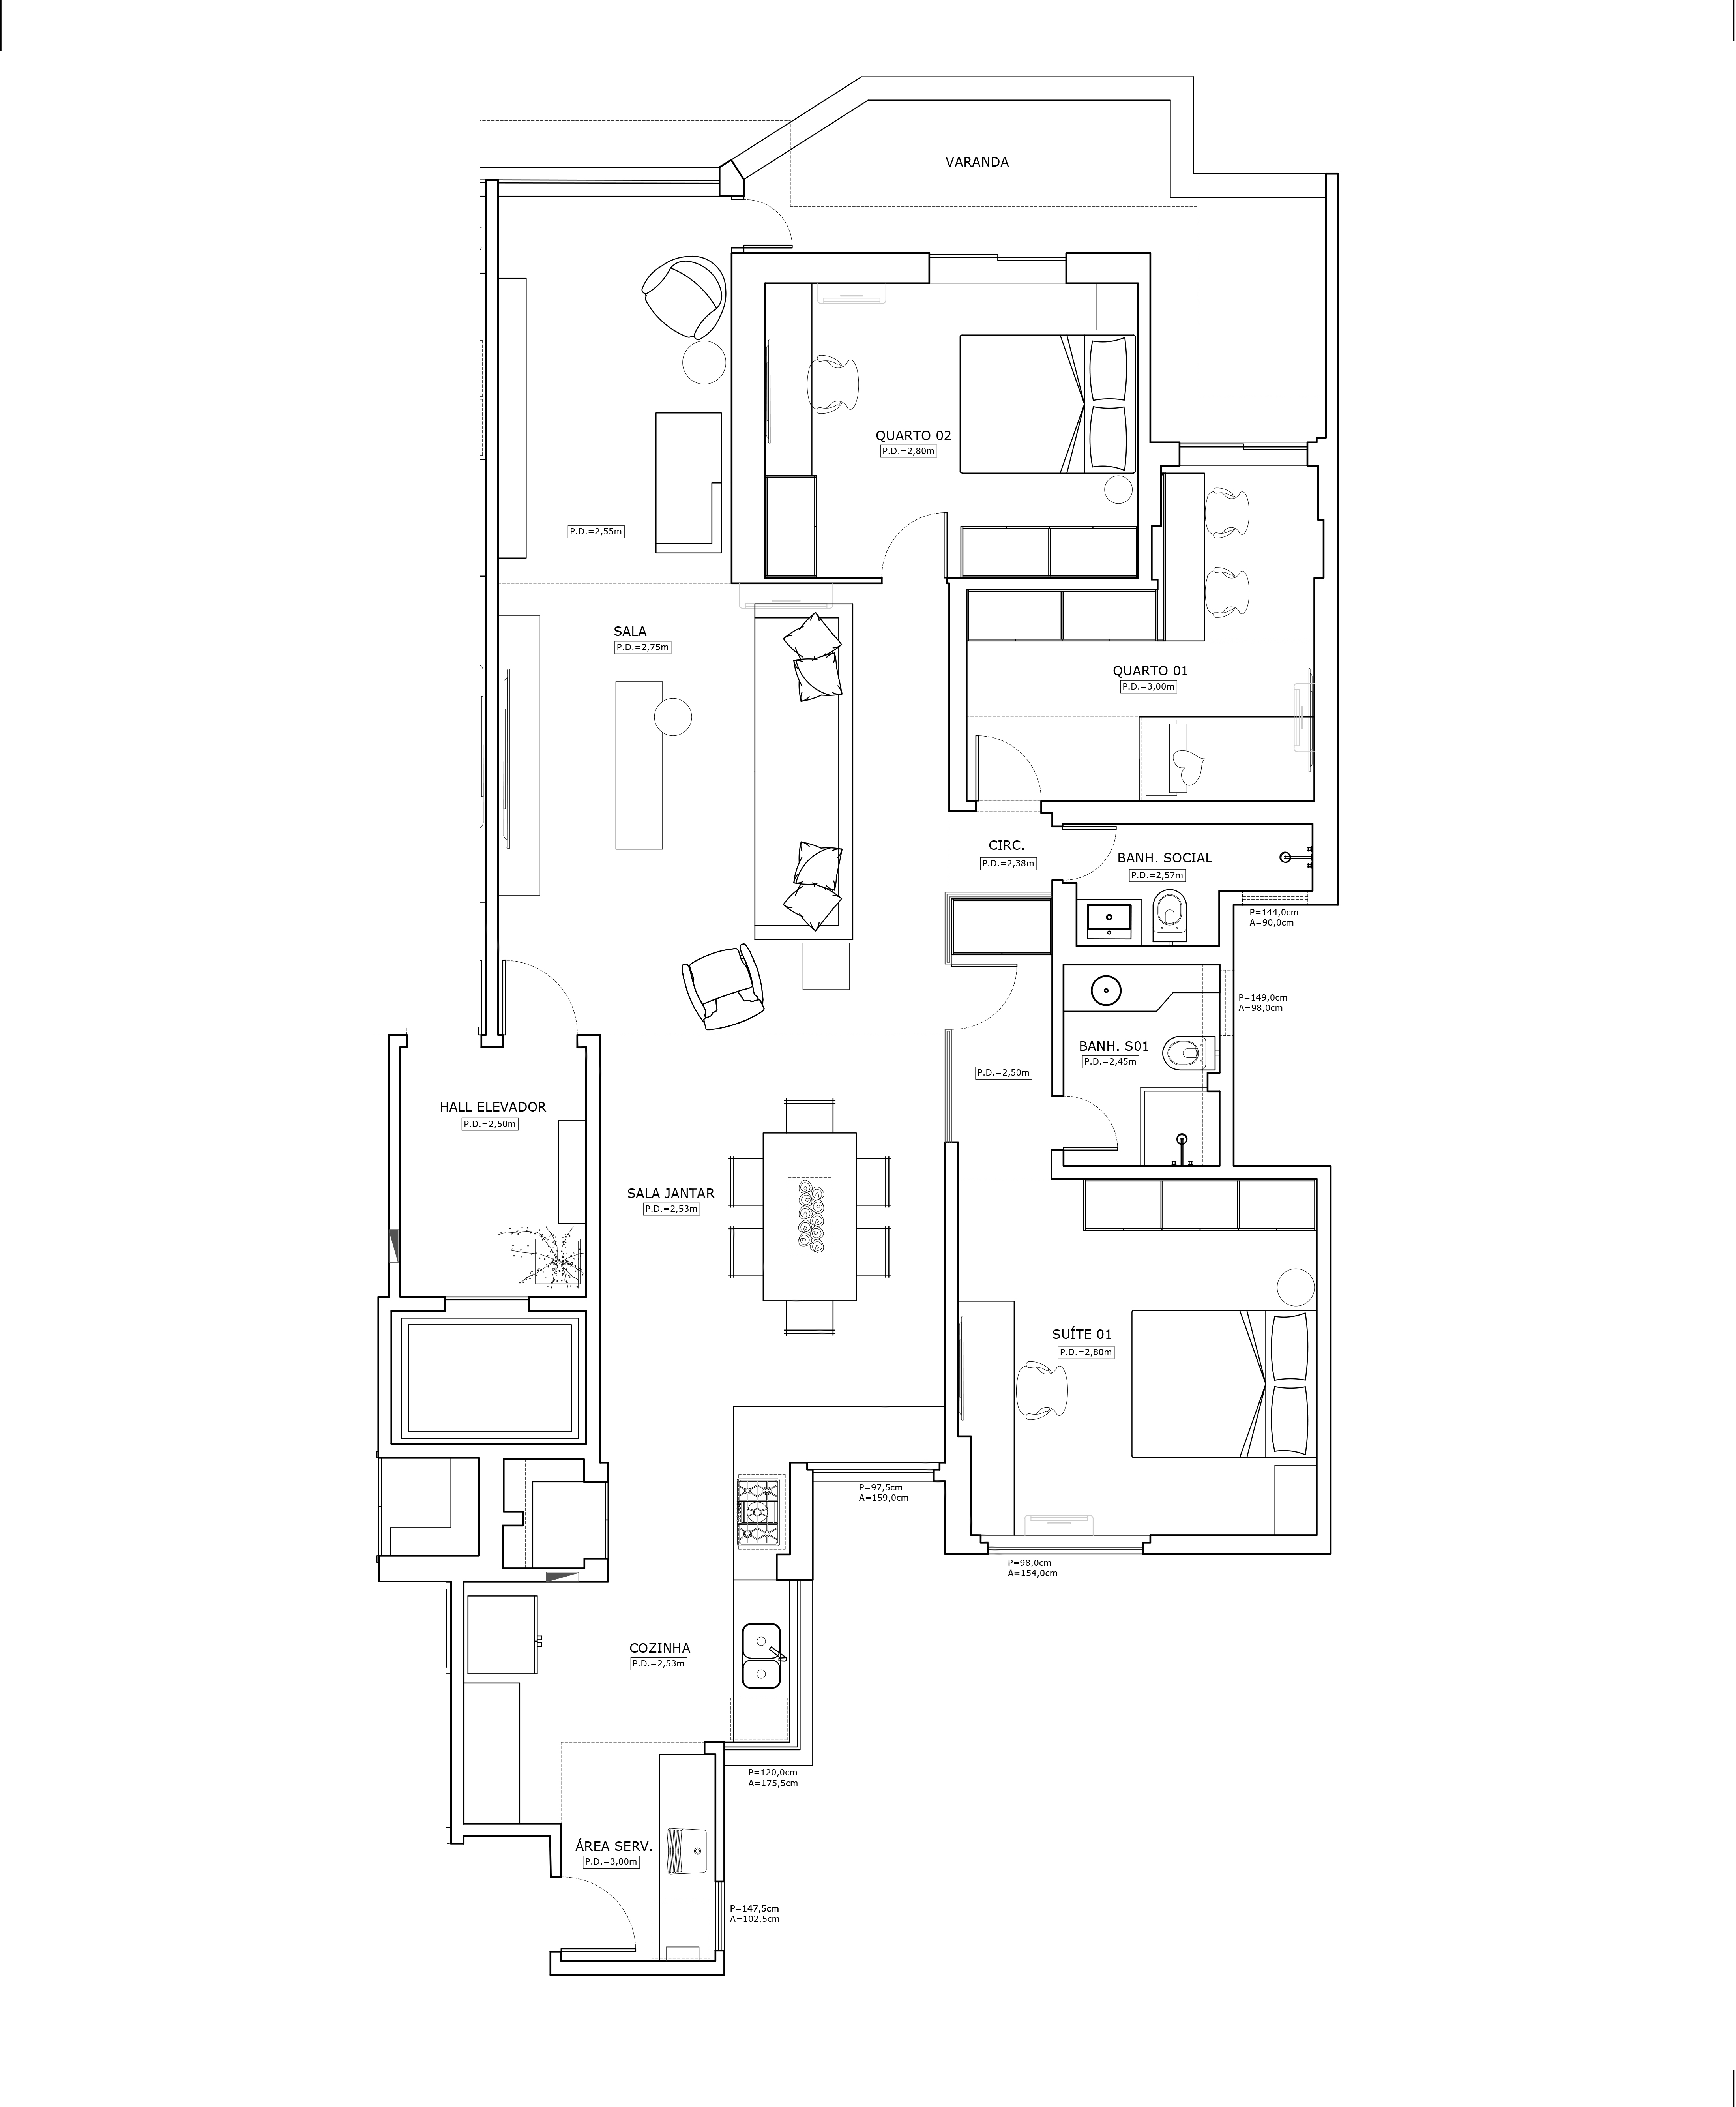 VARANDA
QUARTO 02
P.D.=2,80m
P.D.=2,55m
SALA
P.D.=2,75m
QUARTO 01
P.D.=3,00m
CIRC.
P.D.=2,38m
BANH. SOCIAL
P.D.=2,57m
P=144,0cm
A=90,0cm
P=149,0cm
A=98,0cm
BANH. S01
P.D.=2,45m
P.D.=2,50m
HALL ELEVADOR
P.D.=2,50m
SALA JANTAR
P.D.=2,53m
SUÍTE 01
P.D.=2,80m
P=97,5cm
A=159,0cm
P=98,0cm
A=154,0cm
COZINHA
P.D.=2,53m
P=120,0cm
A=175,5cm
ÁREA SERV.
P.D.=3,00m
P=147,5cm
A=102,5cm